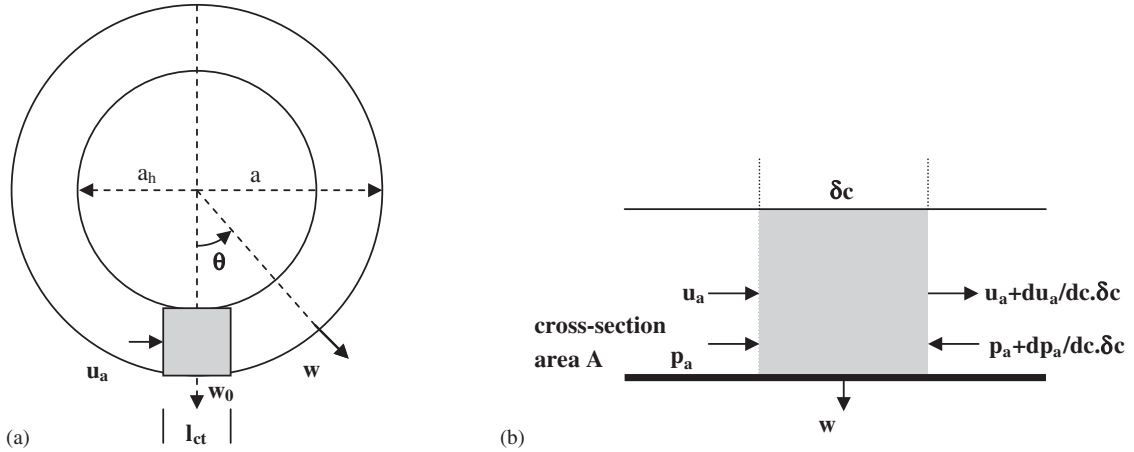 a_h
a
θ
u_a
w
w_0
l_ct
(a)
δc
u_a
u_a+du_a/dc.δc
cross-section
area A
p_a
p_a+dp_a/dc.δc
w
(b)